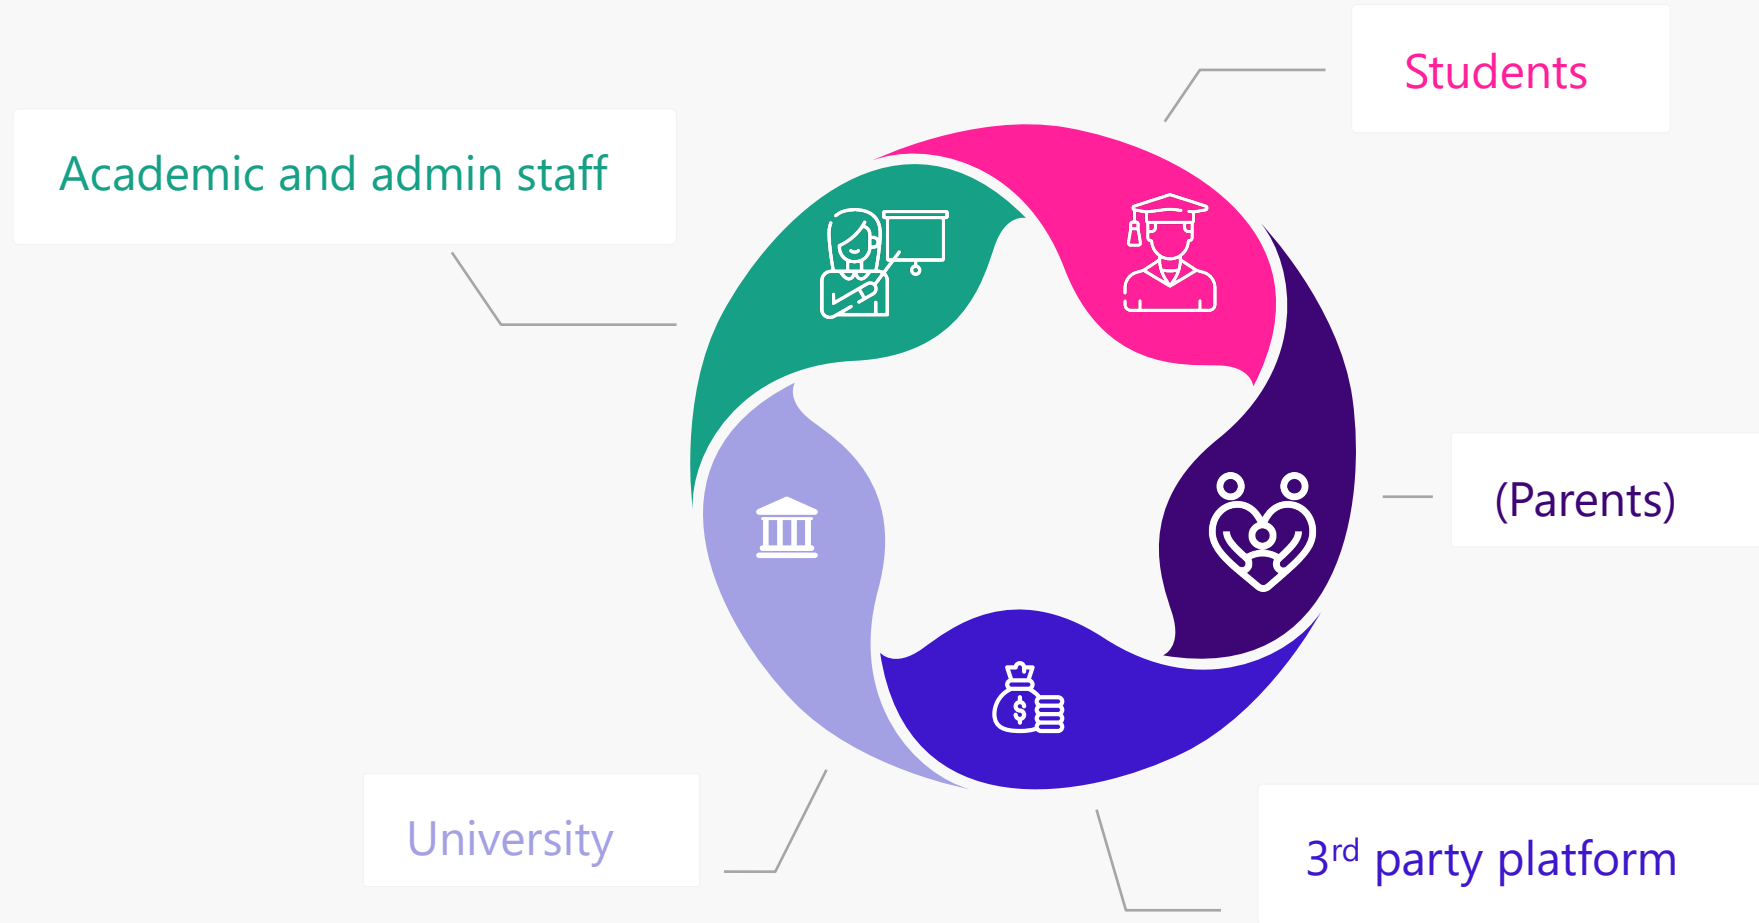 Students
Academic and admin staff
(Parents)
$
University
3rd party platform